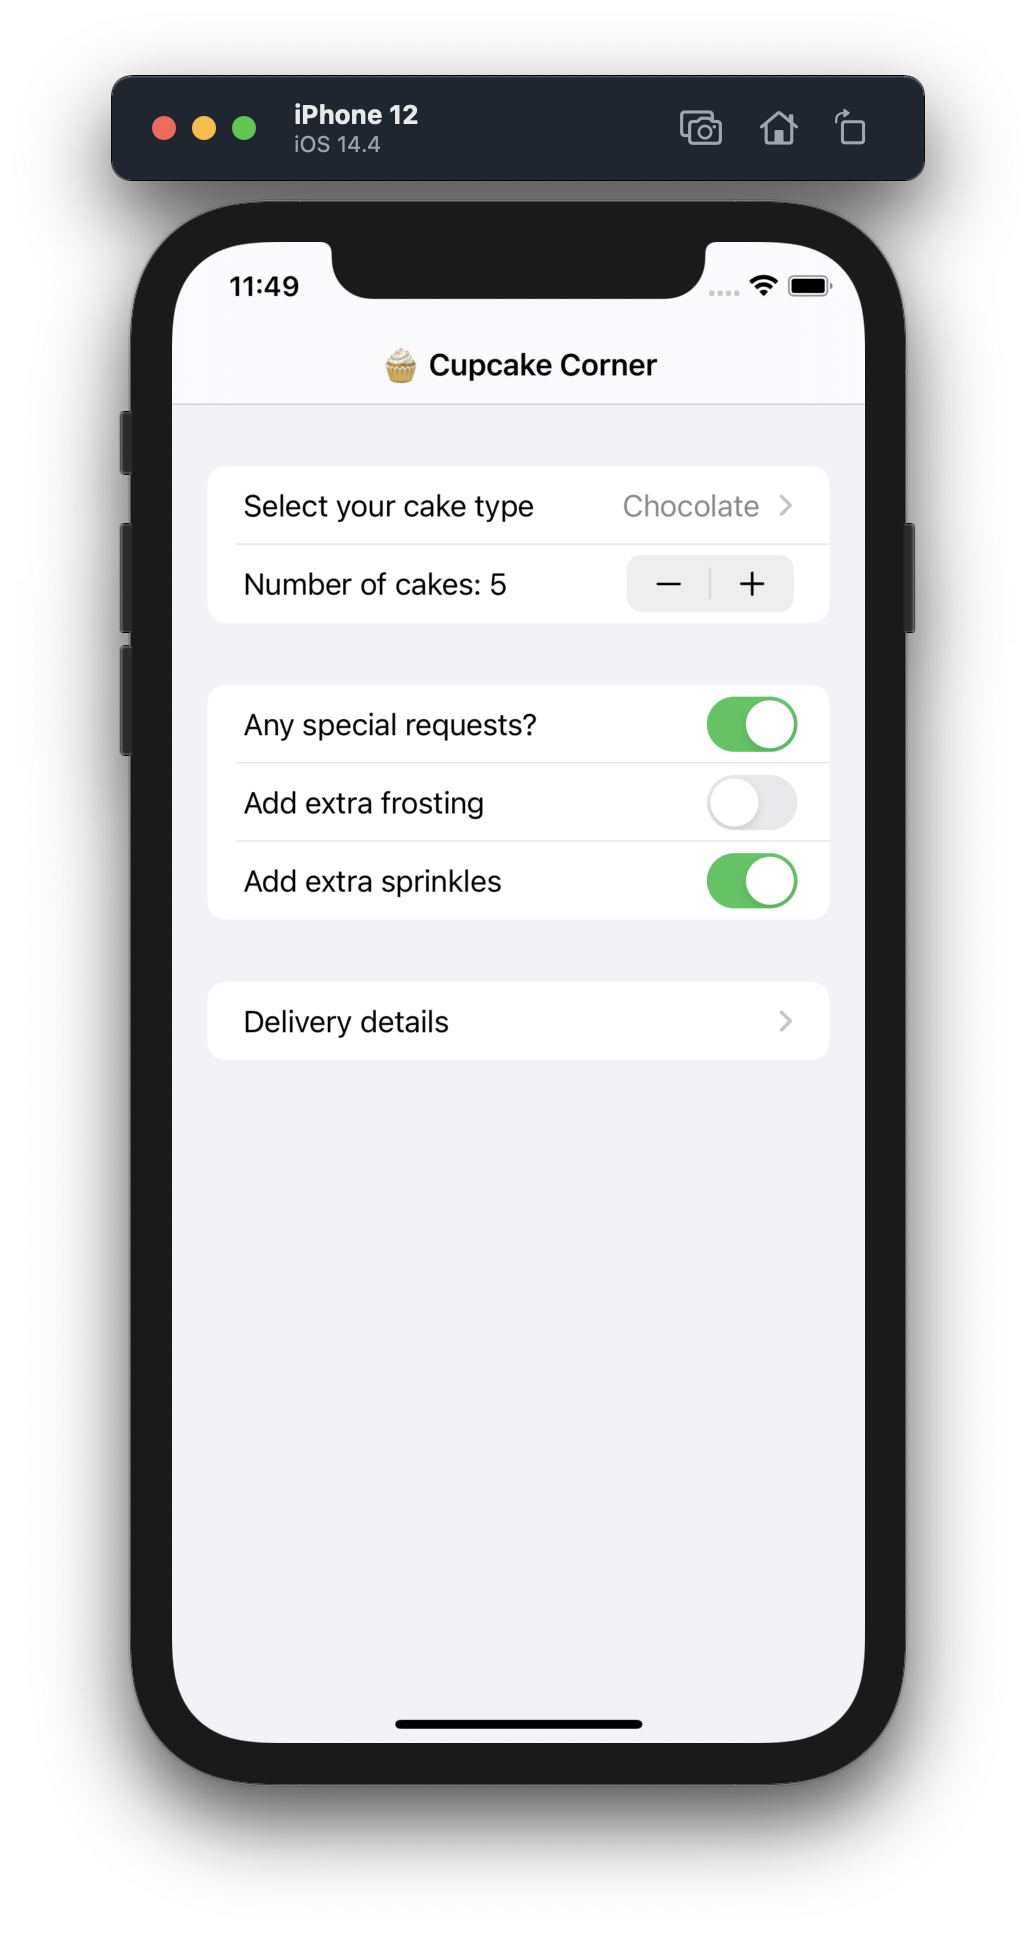 iPhone 12
iOS 14.4
11:49
🧁 Cupcake Corner
Select your cake type Chocolate
Number of cakes: 5
Any special requests?
Add extra frosting
Add extra sprinkles
Delivery details